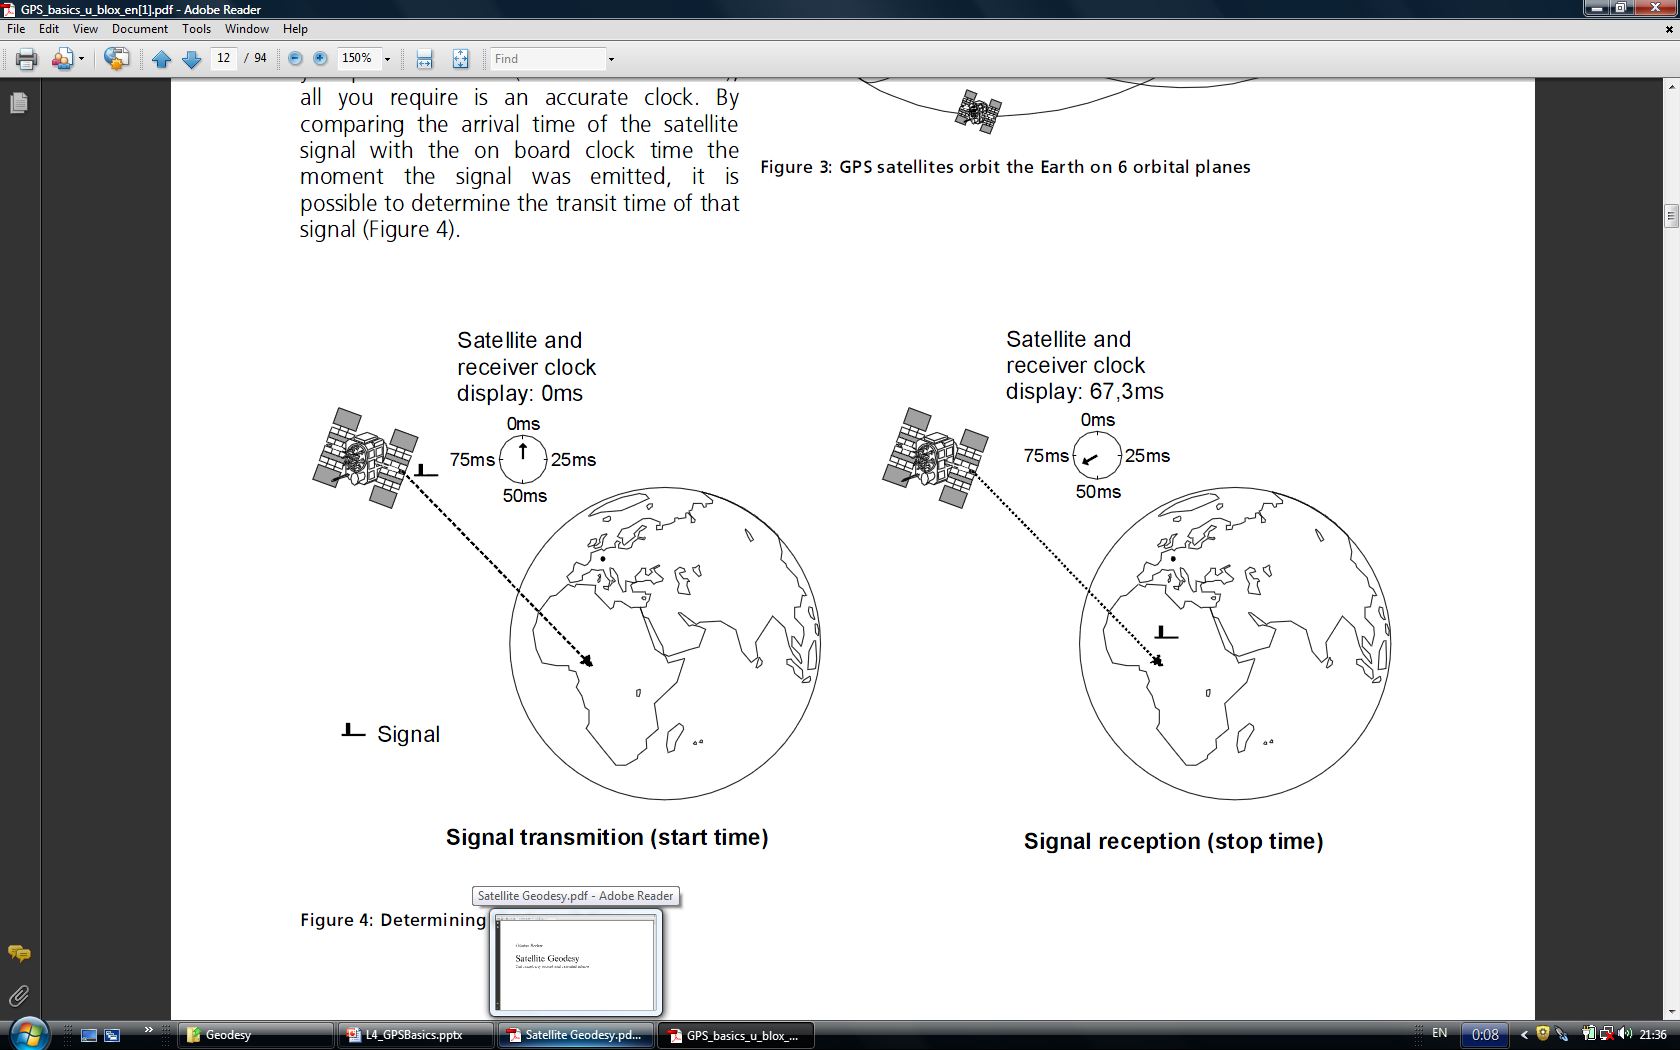 GPS_basics_u_blox_en[1].pdf - Adobe Reader
File Edit View Document Tools Window Help
12 / 94 150% Find
all you require is an accurate clock. By
comparing the arrival time of the satellite
signal with the on board clock time the
moment the signal was emitted, it is
possible to determine the transit time of that
signal (Figure 4).
Figure 3: GPS satellites orbit the Earth on 6 orbital planes
Satellite and
receiver clock
display: 0ms
0ms
75ms 25ms
50ms
Satellite and
receiver clock
display: 67,3ms
0ms
75ms 25ms
50ms
Signal
Signal transmition (start time)
Signal reception (stop time)
Satellite Geodesy.pdf - Adobe Reader
Figure 4: Determining
Satellite Geodesy
Geodesy
L4_GPSBasics.pptx
Satellite Geodesy.pd...
GPS_basics_u_blox_...
EN
0:08
21:36